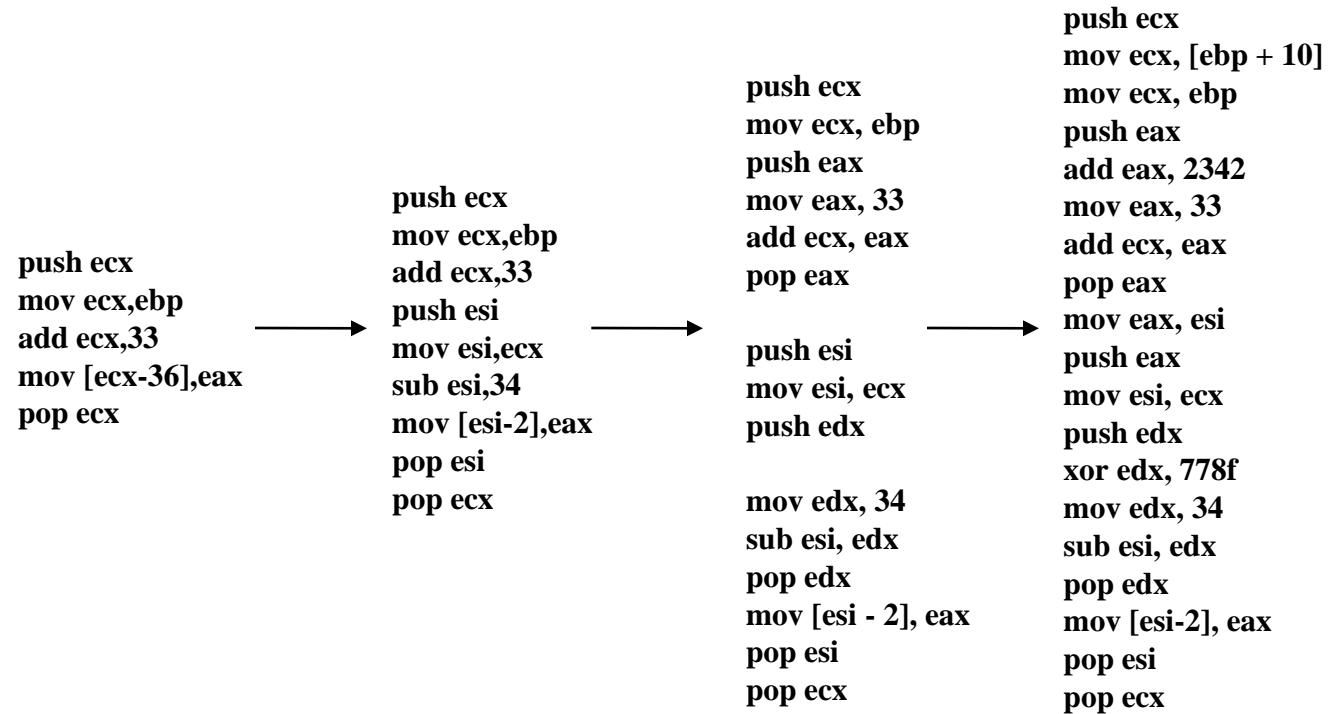 push ecx
mov ecx,ebp
add ecx,33
mov [ecx-36],eax
pop ecx
push ecx
mov ecx,ebp
add ecx,33
push esi
mov esi,ecx
sub esi,34
mov [esi-2],eax
pop esi
pop ecx
push ecx
mov ecx, ebp
push eax
mov eax, 33
add ecx, eax
pop eax
push esi
mov esi, ecx
push edx
mov edx, 34
sub esi, edx
pop edx
mov [esi - 2], eax
pop esi
pop ecx
push ecx
mov ecx, [ebp + 10]
mov ecx, ebp
push eax
add eax, 2342
mov eax, 33
add ecx, eax
pop eax
mov eax, esi
push eax
mov esi, ecx
push edx
xor edx, 778f
mov edx, 34
sub esi, edx
pop edx
mov [esi-2], eax
pop esi
pop ecx